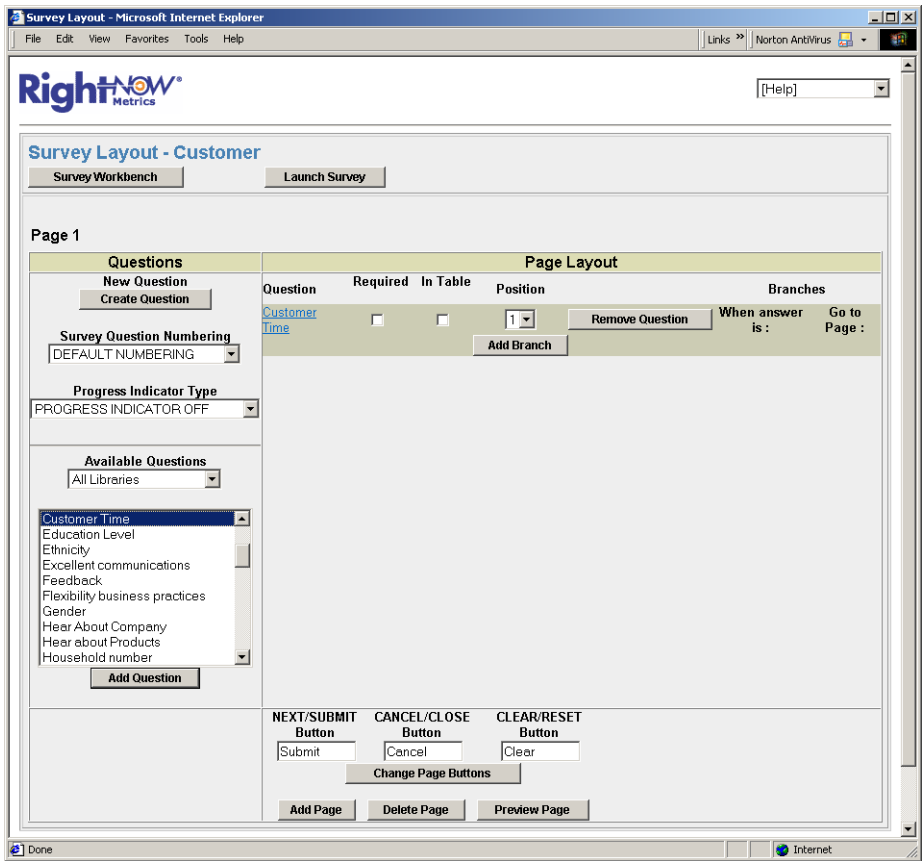 Survey Layout - Microsoft Internet Explorer
File Edit View Favorites Tools Help
Links » Norton AntiVirus
RightNOW®
Metrics
[Help]
Survey Layout - Customer
Survey Workbench
Launch Survey
Page 1
Questions
Page Layout
New Question
Create Question
Survey Question Numbering
DEFAULT NUMBERING
Progress Indicator Type
PROGRESS INDICATOR OFF
Available Questions
All Libraries
Customer Time
Education Level
Ethnicity
Excellent communications
Feedback
Flexibility business practices
Gender
Hear About Company
Hear about Products
Household number
Add Question
Question Required In Table Position Branches
Customer
Time
1
Remove Question
When answer
is :
Go to
Page :
Add Branch
NEXT/SUBMIT
Button
Submit
CANCEL/CLOSE
Button
Cancel
CLEAR/RESET
Button
Clear
Change Page Buttons
Add Page
Delete Page
Preview Page
Done
Internet